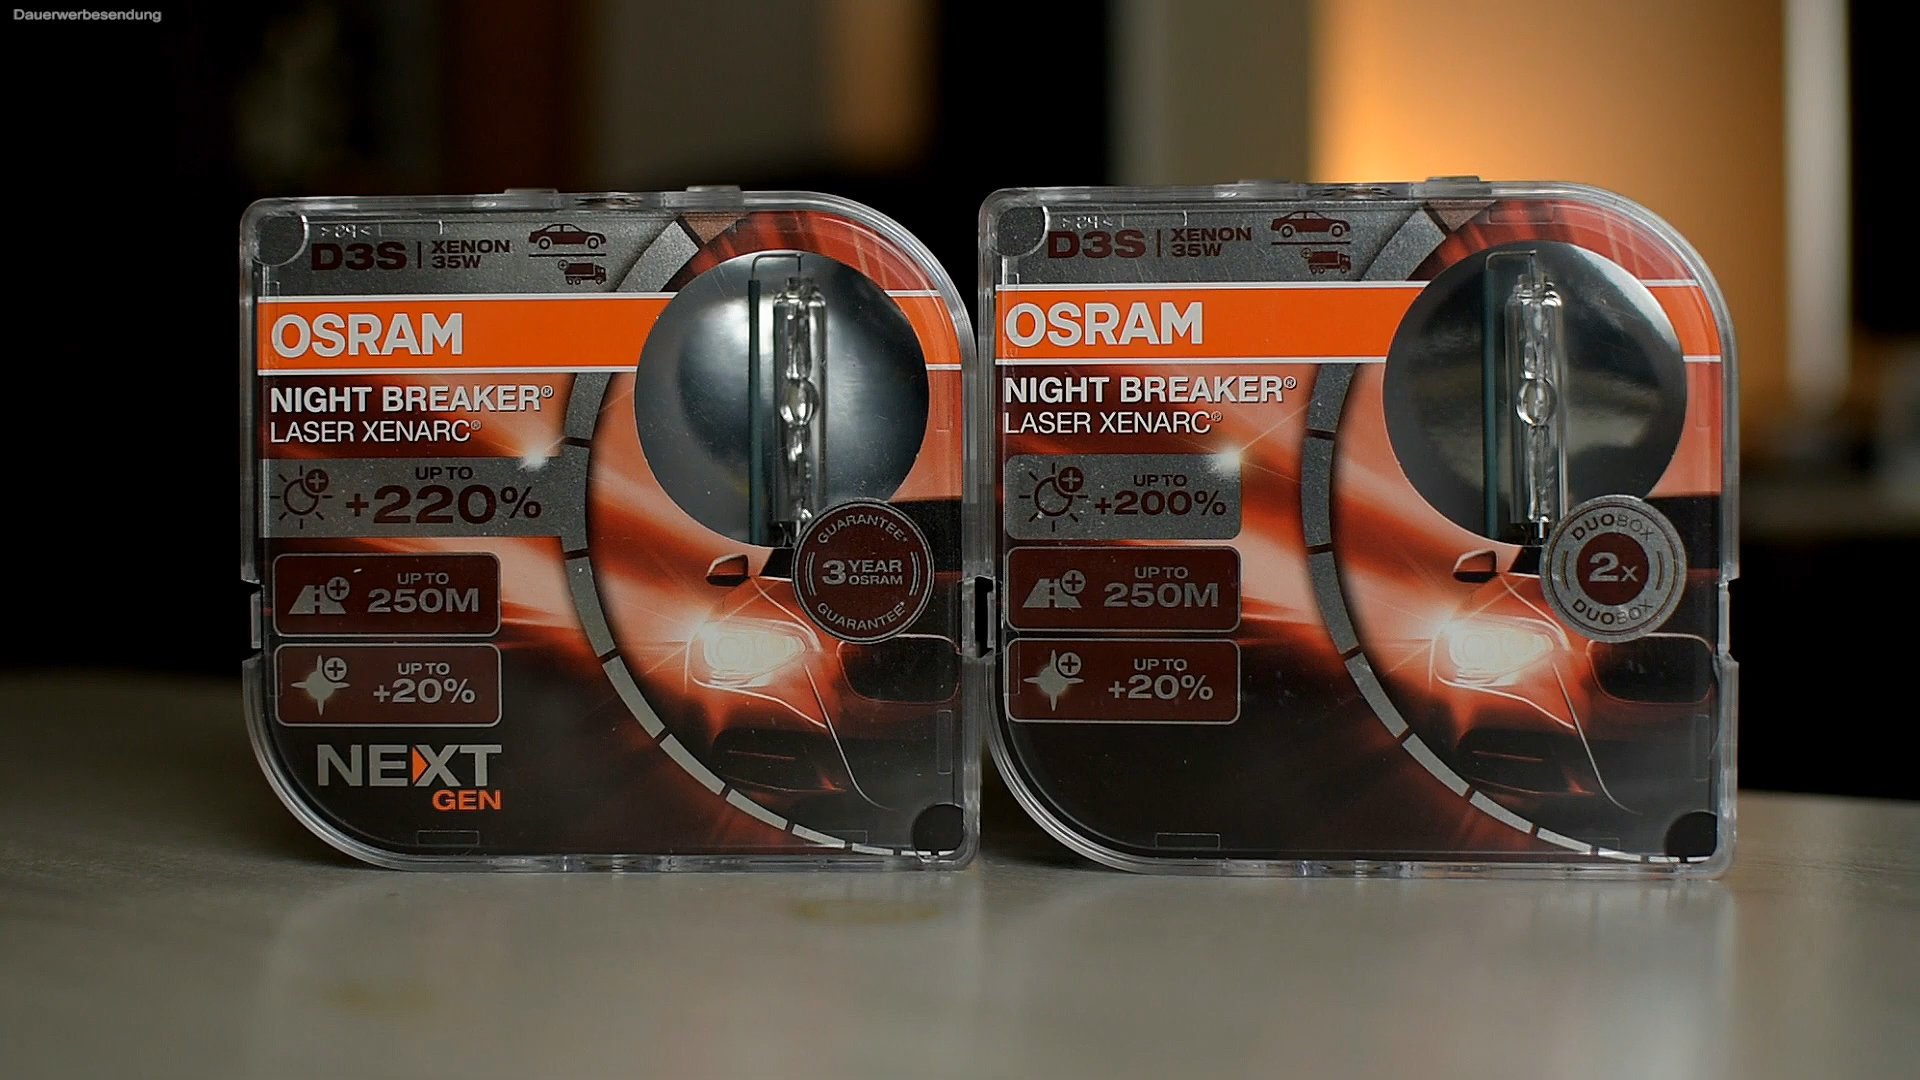 Dauerwerbesendung
>PS<
D3S | XENON 35W
OSRAM
NIGHT BREAKER®
LASER XENARC®
UP TO
+220%
UP TO
250M
UP TO
+20%
NEXT
GEN
GUARANTEE*
3 YEAR
OSRAM
GUARANTEE*
>PS<
D3S | XENON 35W
OSRAM
NIGHT BREAKER®
LASER XENARC®
UP TO
+200%
UP TO
250M
UP TO
+20%
DUOBOX
2x
DUOBOX